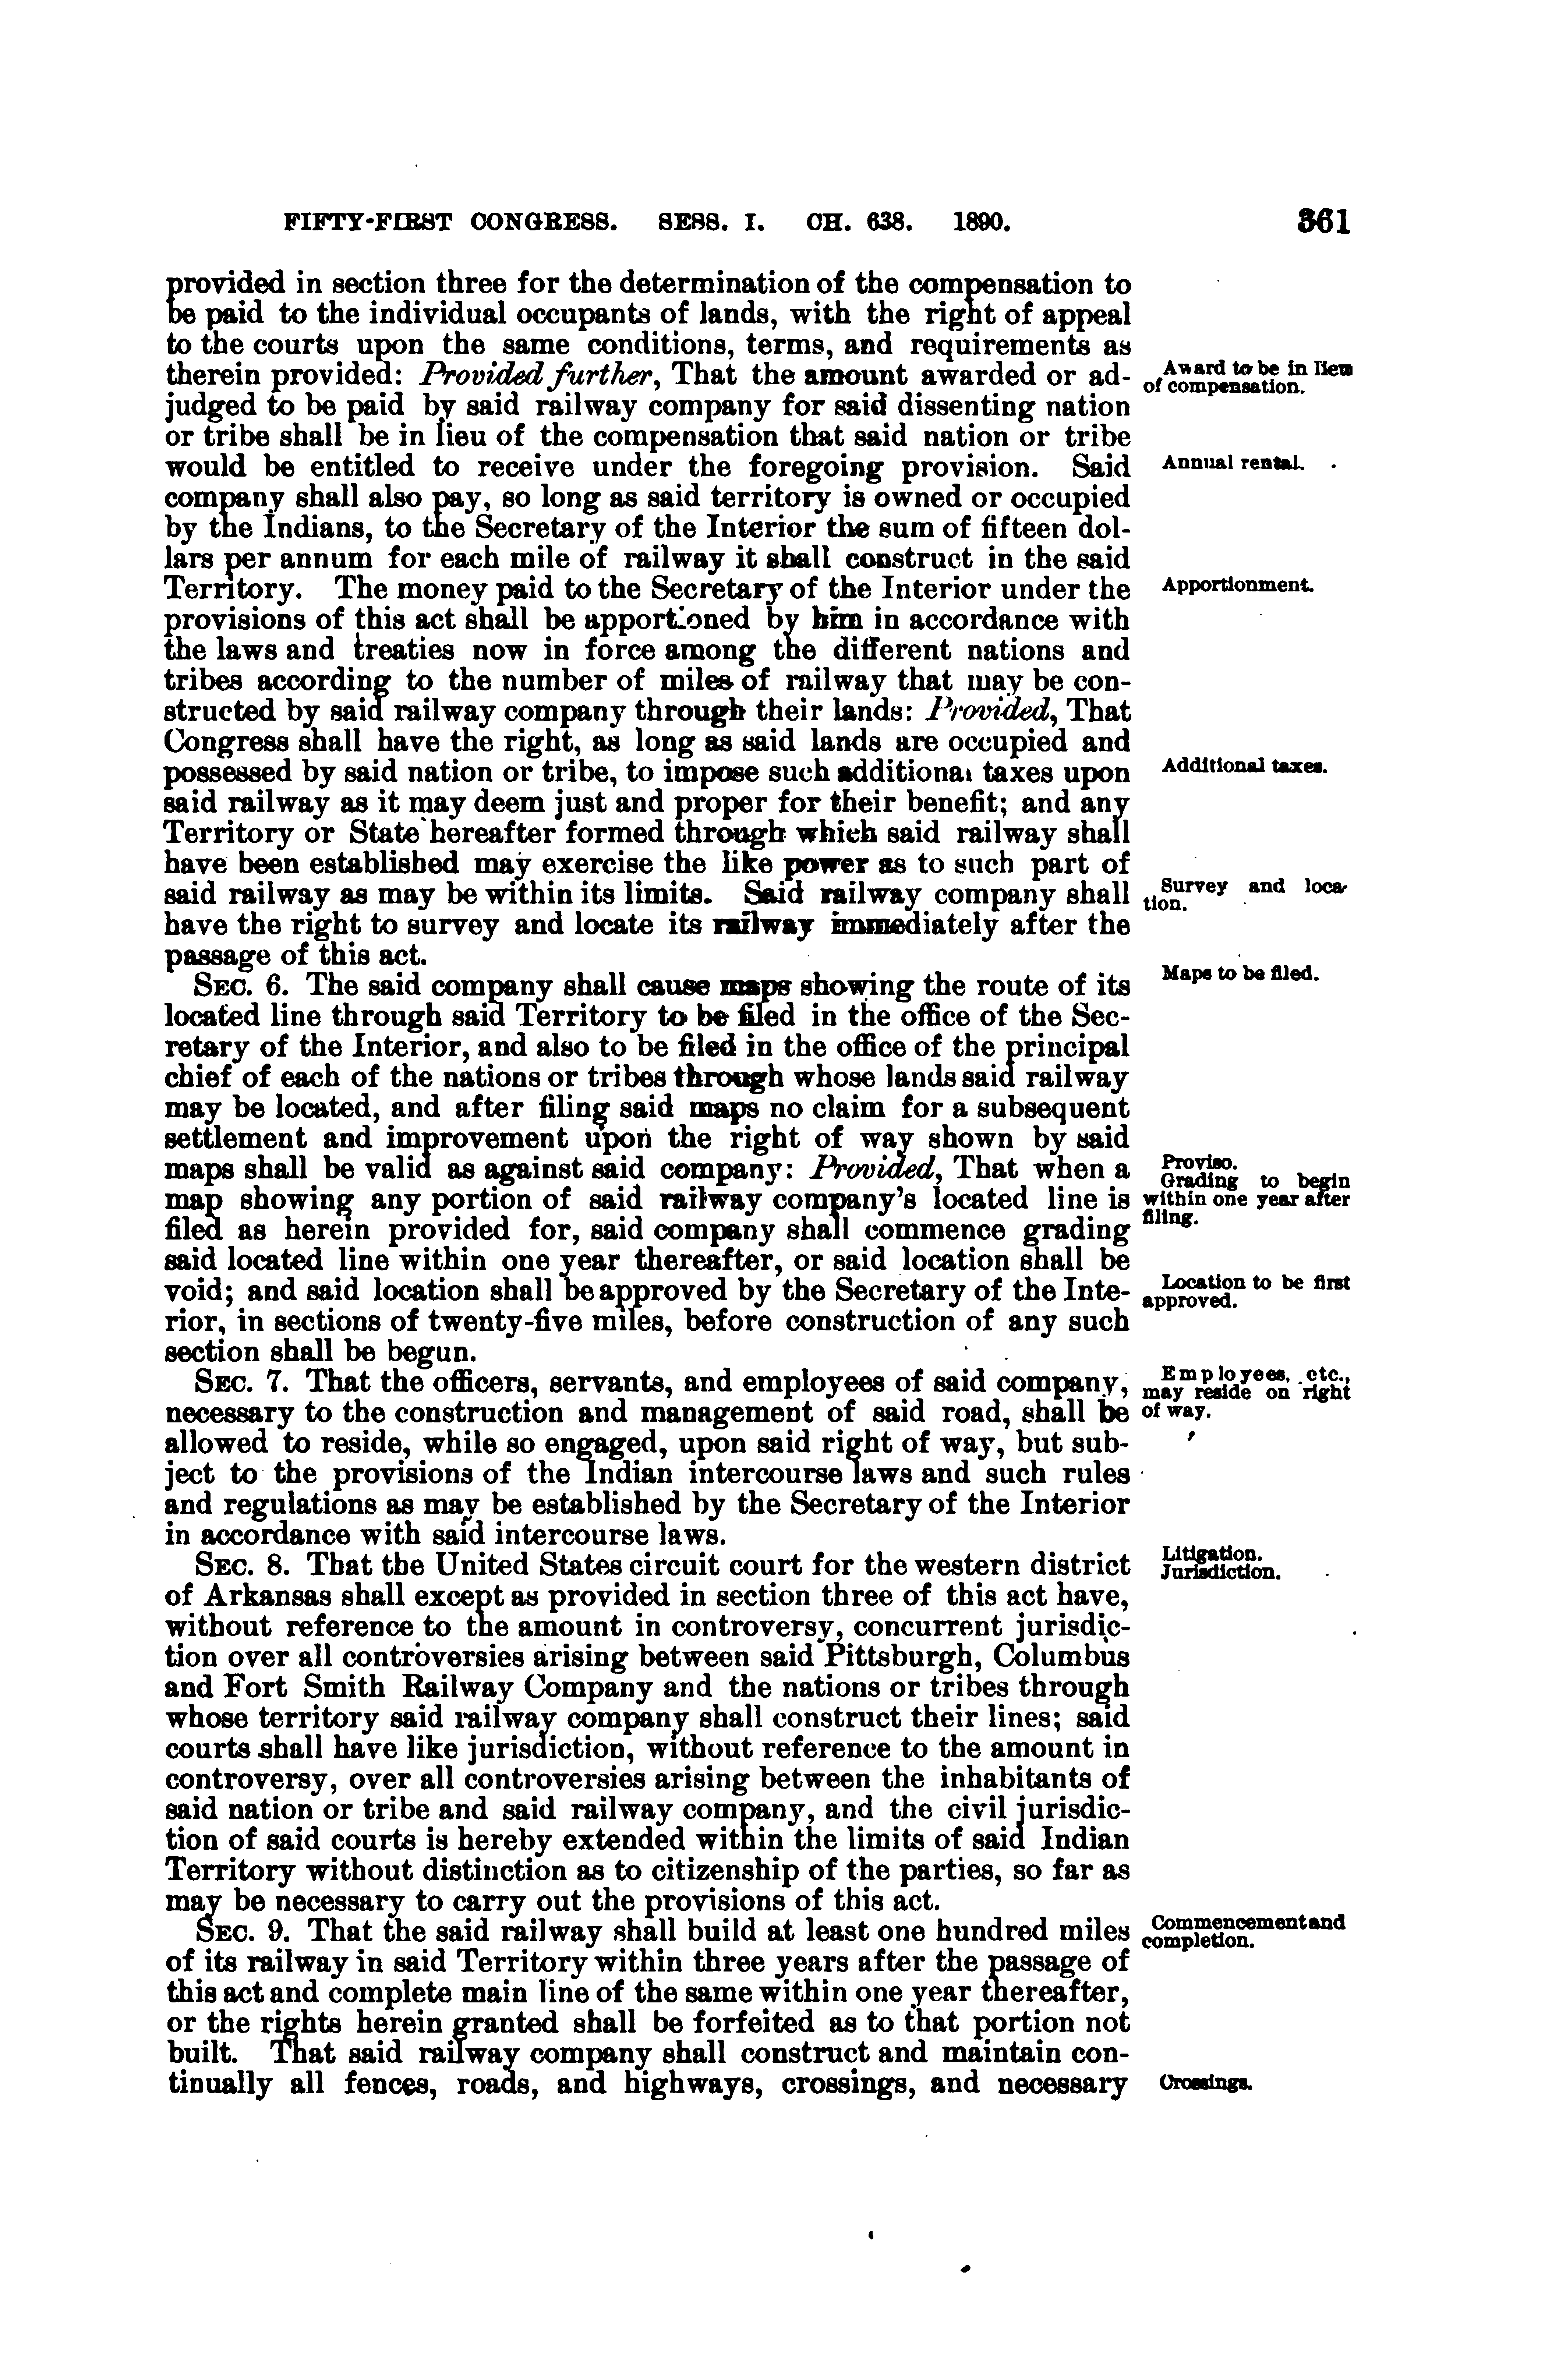 FIFTY-FIRST CONGRESS. SESS. I. CH. 638. 1890. 361
provided in section three for the determination of the compensation to
be paid to the individual occupants of lands, with the right of appeal
to the courts upon the same conditions, terms, and requirements as
therein provided: Provided further, That the amount awarded or ad-
Award to be in lieu
of compensation.
judged to be paid by said railway company for said dissenting nation
or tribe shall be in lieu of the compensation that said nation or tribe
would be entitled to receive under the foregoing provision. Said
Annual rental.
company shall also pay, so long as said territory is owned or occupied
by the Indians, to the Secretary of the Interior the sum of fifteen dol-
lars per annum for each mile of railway it shall construct in the said
Territory. The money paid to the Secretary of the Interior under the
Apportionment.
provisions of this act shall be apportioned by him in accordance with
the laws and treaties now in force among the different nations and
tribes according to the number of miles of railway that may be con-
structed by said railway company through their lands: Provided, That
Congress shall have the right, as long as said lands are occupied and
possessed by said nation or tribe, to impose such additional taxes upon
Additional taxes.
said railway as it may deem just and proper for their benefit; and any
Territory or State hereafter formed through which said railway shall
have been established may exercise the like power as to such part of
said railway as may be within its limits. Said railway company shall
Survey and loca-
tion.
have the right to survey and locate its railway immediately after the
passage of this act.
SEC. 6. The said company shall cause maps showing the route of its
Maps to be filed.
located line through said Territory to be filed in the office of the Sec-
retary of the Interior, and also to be filed in the office of the principal
chief of each of the nations or tribes through whose lands said railway
may be located, and after filing said maps no claim for a subsequent
settlement and improvement upon the right of way shown by said
maps shall be valid as against said company: Provided, That when a
Proviso.
Grading to begin
within one year after
filing.
map showing any portion of said railway company's located line is
filed as herein provided for, said company shall commence grading
said located line within one year thereafter, or said location shall be
void; and said location shall be approved by the Secretary of the Inte-
Location to be first
approved.
rior, in sections of twenty-five miles, before construction of any such
section shall be begun.
SEC. 7. That the officers, servants, and employees of said company,
Employees, etc.,
may reside on right
of way.
necessary to the construction and management of said road, shall be
allowed to reside, while so engaged, upon said right of way, but sub-
ject to the provisions of the Indian intercourse laws and such rules
and regulations as may be established by the Secretary of the Interior
in accordance with said intercourse laws.
SEC. 8. That the United States circuit court for the western district
Litigation.
Jurisdiction.
of Arkansas shall except as provided in section three of this act have,
without reference to the amount in controversy, concurrent jurisdic-
tion over all controversies arising between said Pittsburgh, Columbus
and Fort Smith Railway Company and the nations or tribes through
whose territory said railway company shall construct their lines; said
courts shall have like jurisdiction, without reference to the amount in
controversy, over all controversies arising between the inhabitants of
said nation or tribe and said railway company, and the civil jurisdic-
tion of said courts is hereby extended within the limits of said Indian
Territory without distinction as to citizenship of the parties, so far as
may be necessary to carry out the provisions of this act.
SEC. 9. That the said railway shall build at least one hundred miles
Commencement and
completion.
of its railway in said Territory within three years after the passage of
this act and complete main line of the same within one year thereafter,
or the rights herein granted shall be forfeited as to that portion not
built. That said railway company shall construct and maintain con-
tinually all fences, roads, and highways, crossings, and necessary
Crossings.